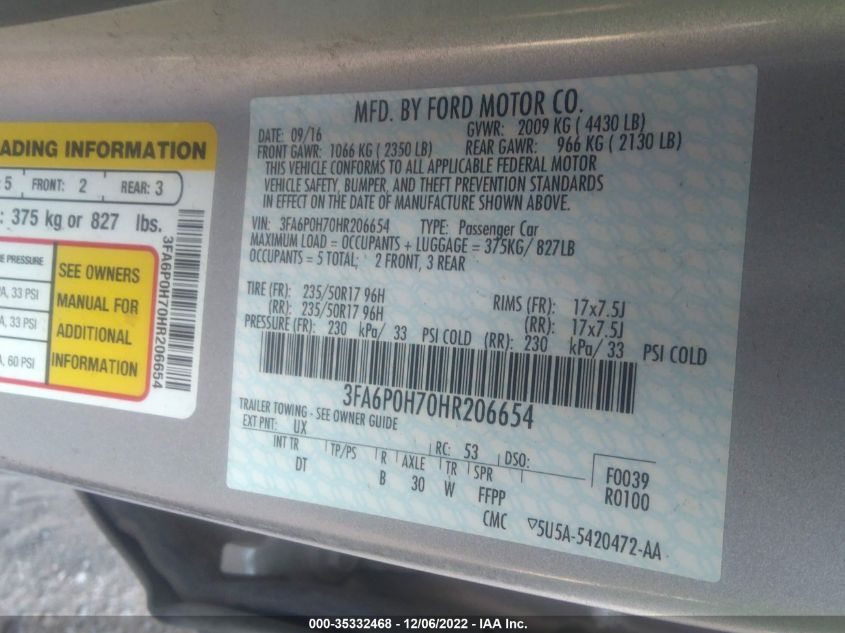 MFD. BY FORD MOTOR CO.
DATE: 09/16 GVWR: 2009 KG ( 4430 LB)
FRONT GAWR: 1066 KG ( 2350 LB) REAR GAWR: 966 KG ( 2130 LB)
THIS VEHICLE CONFORMS TO ALL APPLICABLE FEDERAL MOTOR
VEHICLE SAFETY, BUMPER, AND THEFT PREVENTION STANDARDS
IN EFFECT ON THE DATE OF MANUFACTURE SHOWN ABOVE.
VIN: 3FA6P0H70HR206654 TYPE: Passenger Car
MAXIMUM LOAD = OCCUPANTS + LUGGAGE = 375KG/ 827LB
OCCUPANTS = 5 TOTAL; 2 FRONT, 3 REAR
TIRE (FR): 235/50R17 96H RIMS (FR): 17x7.5J
(RR): 235/50R17 96H (RR): 17x7.5J
PRESSURE (FR): 230 kPa/ 33 PSI COLD (RR): 230 kPa/ 33 PSI COLD
3FA6P0H70HR206654
TRAILER TOWING - SEE OWNER GUIDE
EXT PNT: UX RC: 53 DSO:
INT TR TP/PS R AXLE TR SPR F0039
DT B 30 W FFPP R0100
CMC ▽5U5A-5420472-AA
ADING INFORMATION
5 FRONT: 2 REAR: 3
: 375 kg or 827 lbs.
E PRESSURE
A, 33 PSI
A, 33 PSI
A, 60 PSI
SEE OWNERS
MANUAL FOR
ADDITIONAL
INFORMATION
3FA6P0H70HR206654
000-35332468 - 12/06/2022 - IAA Inc.